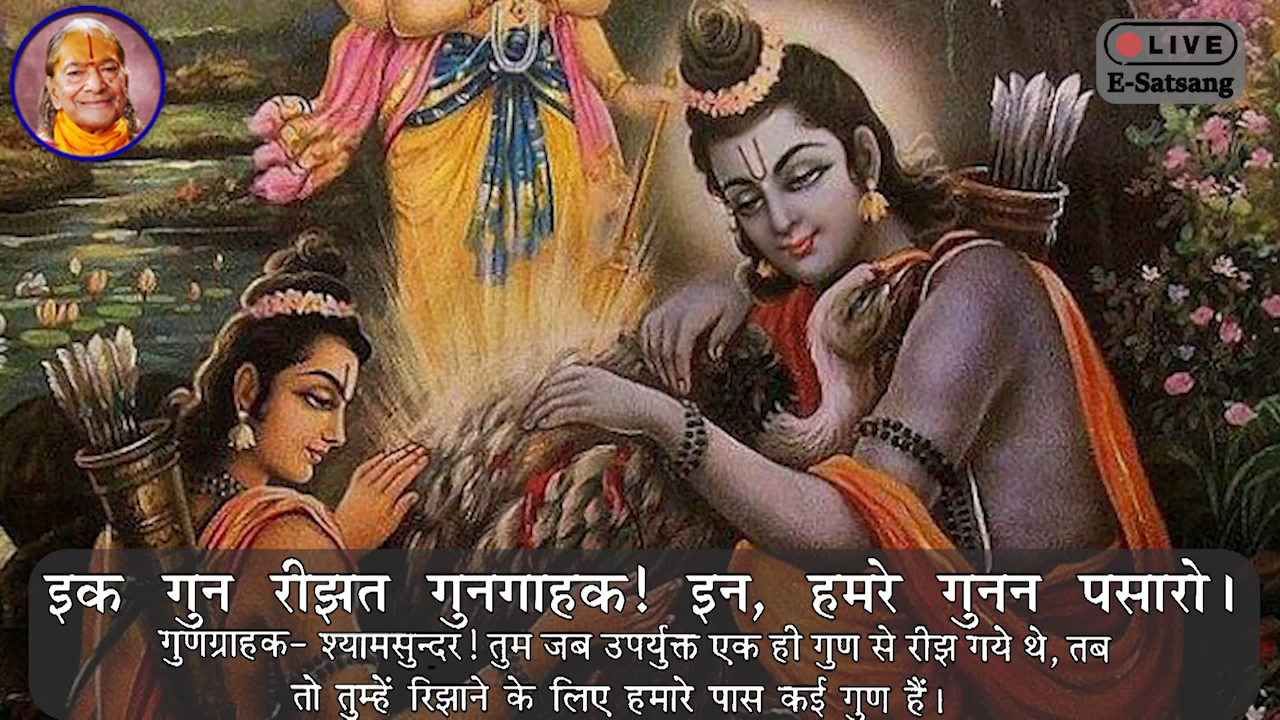 LIVE
E-Satsang
इक गुन रीझत गुनगाहक! इन, हमरे गुनन पसारो।
गुणग्राहक- श्यामसुन्दर! तुम जब उपर्युक्त एक ही गुण से रीझ गये थे, तब
तो तुम्हें रिझाने के लिए हमारे पास कई गुण हैं।